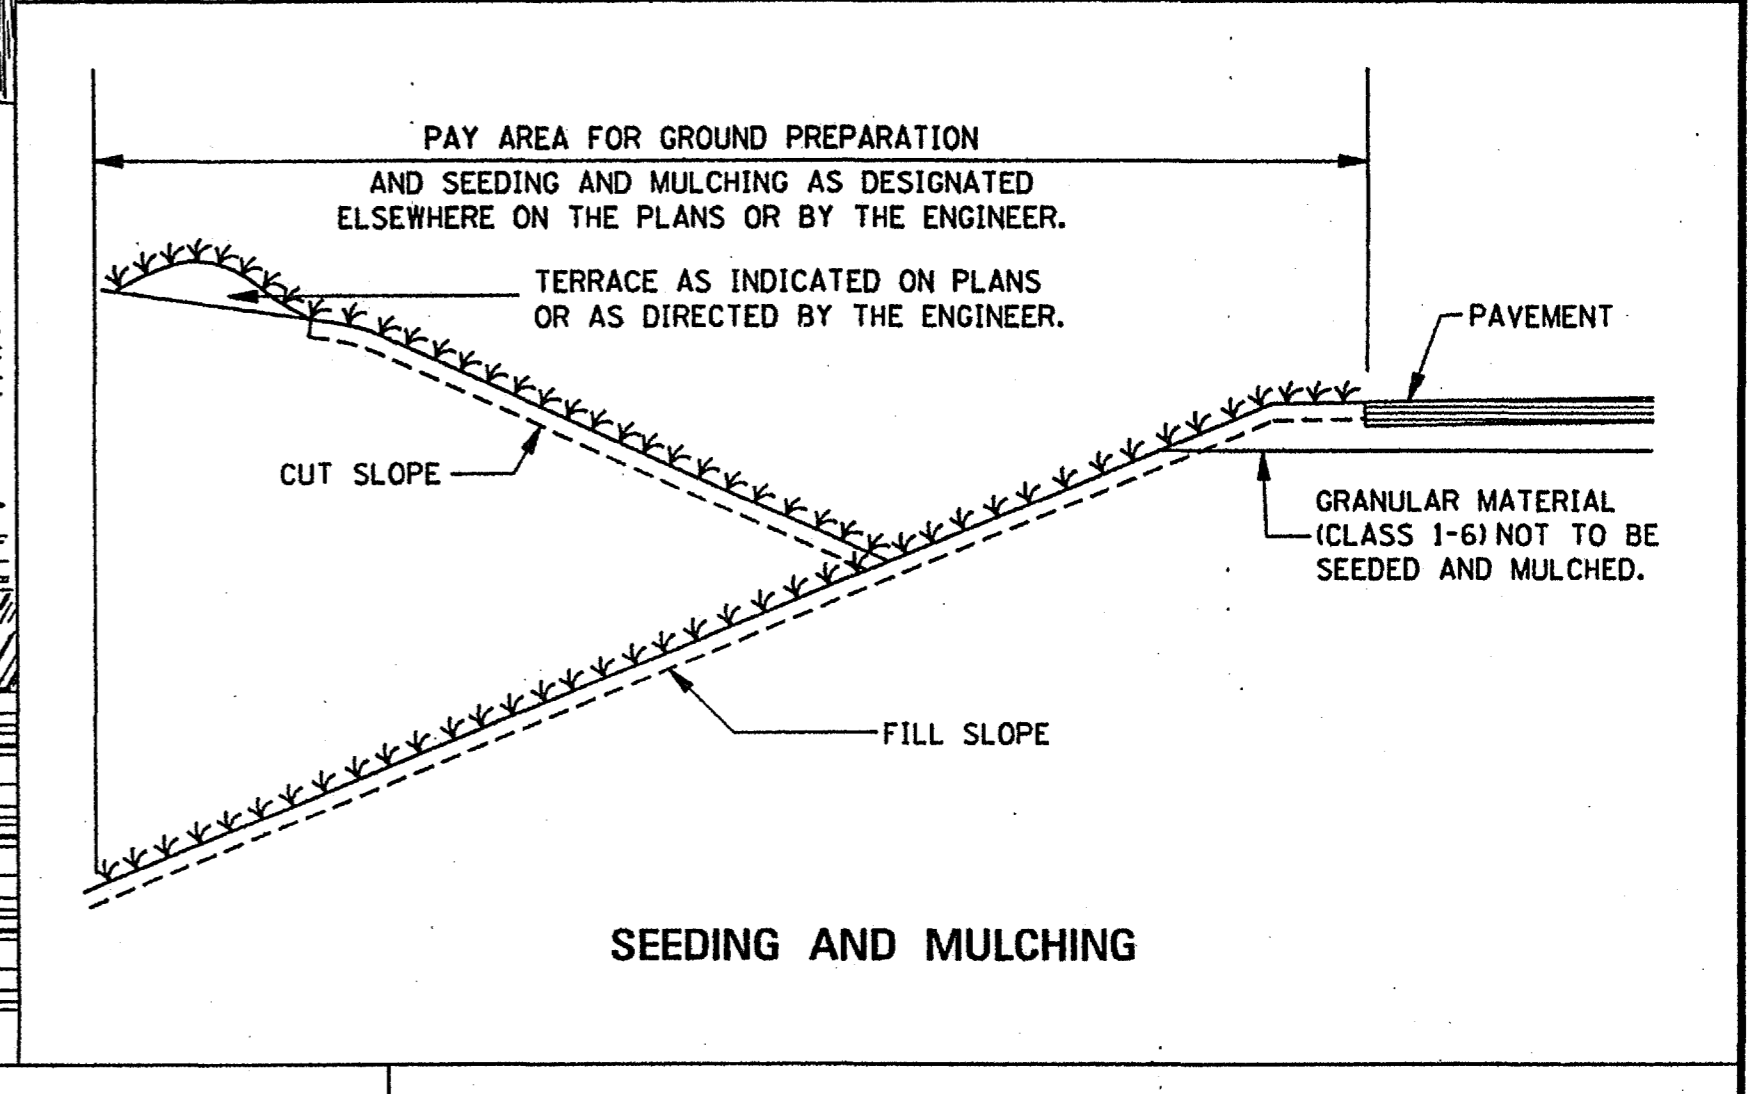 PAY AREA FOR GROUND PREPARATION
AND SEEDING AND MULCHING AS DESIGNATED
ELSEWHERE ON THE PLANS OR BY THE ENGINEER.
TERRACE AS INDICATED ON PLANS
OR AS DIRECTED BY THE ENGINEER.
PAVEMENT
CUT SLOPE
GRANULAR MATERIAL
(CLASS 1-6) NOT TO BE
SEEDED AND MULCHED.
FILL SLOPE
SEEDING AND MULCHING